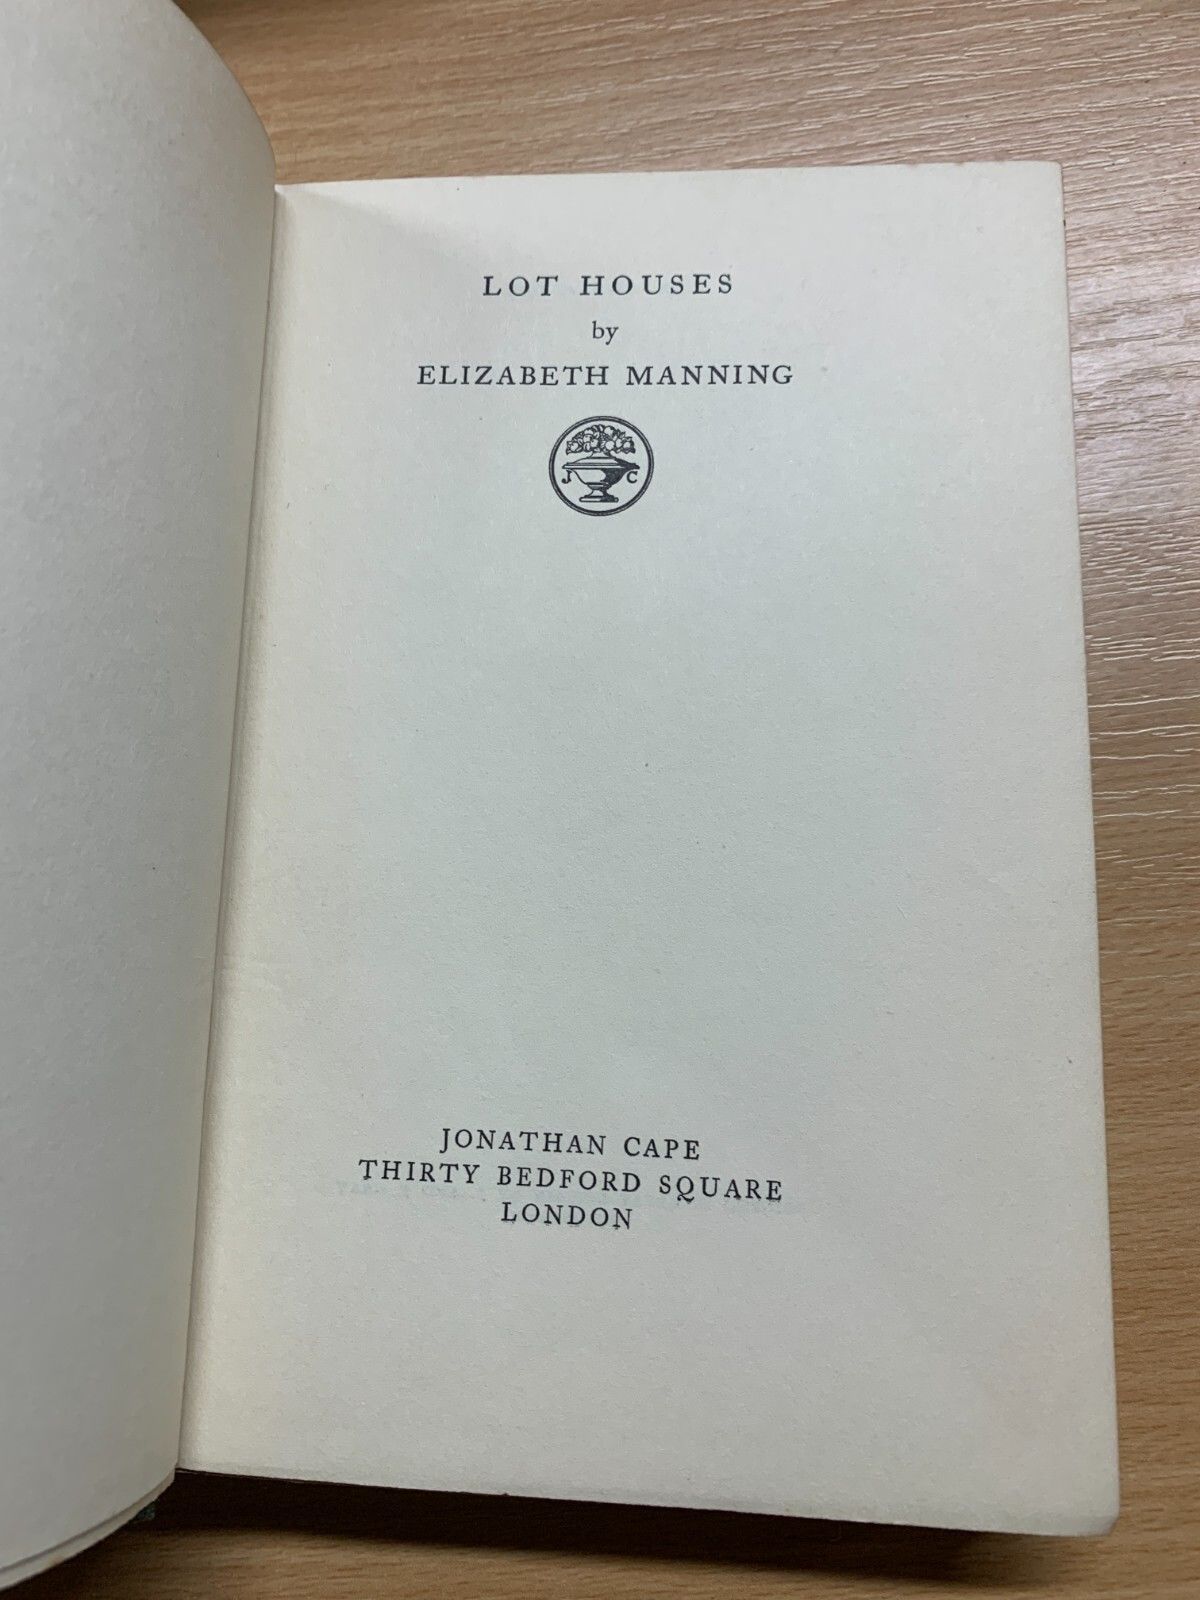 LOT HOUSES
by
ELIZABETH MANNING
J C
JONATHAN CAPE
THIRTY BEDFORD SQUARE
LONDON